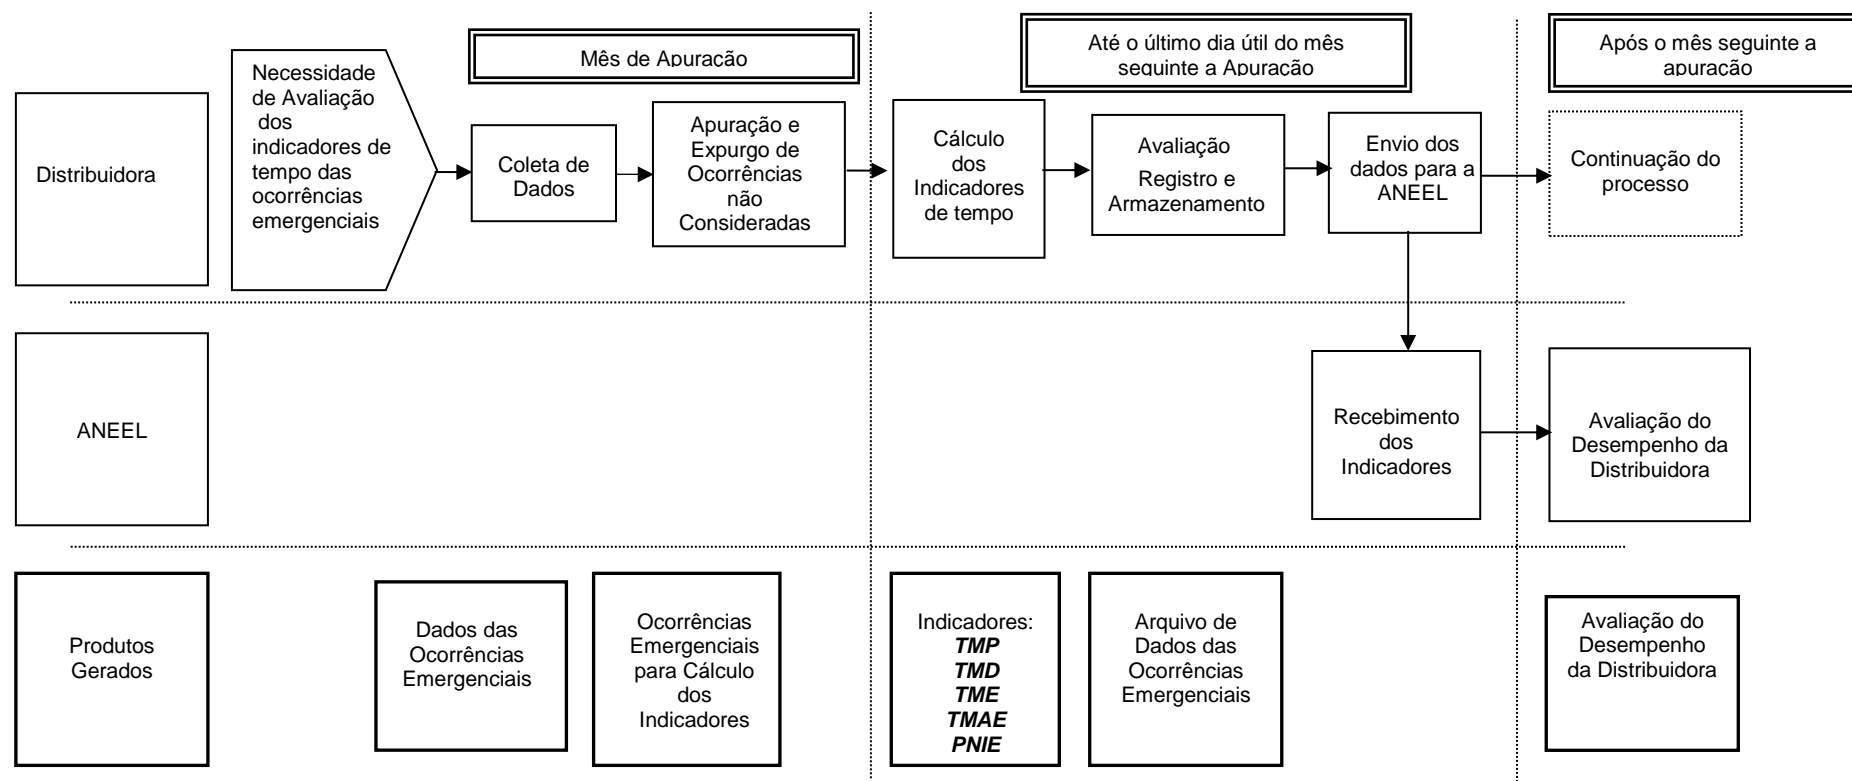 Mês de Apuração
Até o último dia útil do mês
seguinte a Apuração
Após o mês seguinte a
apuração
Distribuidora
Necessidade
de Avaliação
dos
indicadores de
tempo das
ocorrências
emergenciais
Coleta de
Dados
Apuração e
Expurgo de
Ocorrências
não
Consideradas
Cálculo
dos
Indicadores
de tempo
Avaliação
Registro e
Armazenamento
Envio dos
dados para a
ANEEL
Continuação do
processo
ANEEL
Recebimento
dos
Indicadores
Avaliação do
Desempenho da
Distribuidora
Produtos
Gerados
Dados das
Ocorrências
Emergenciais
Ocorrências
Emergenciais
para Cálculo
dos
Indicadores
Indicadores:
TMP
TMD
TME
TMAE
PNIE
Arquivo de
Dados das
Ocorrências
Emergenciais
Avaliação do
Desempenho
da Distribuidora